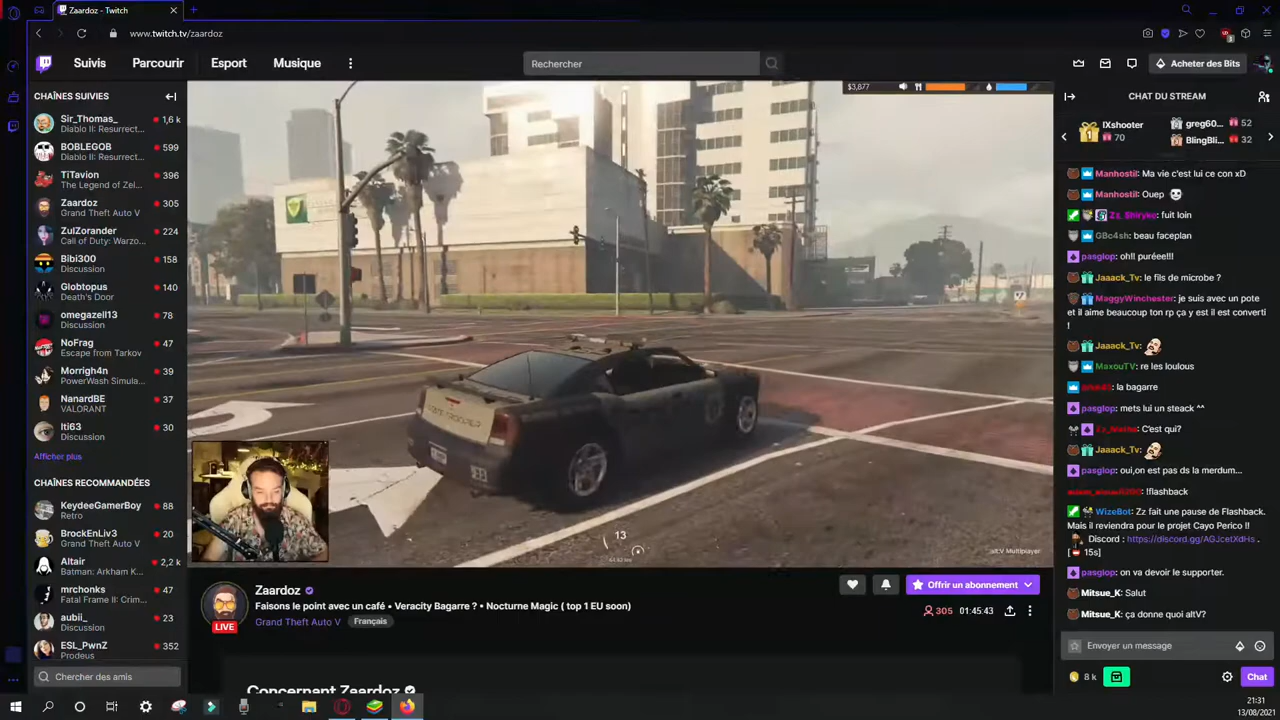 Zaardoz - Twitch
www.twitch.tv/zaardoz
Suivis
Parcourir
Esport
Musique
Rechercher
Acheter des Bits
CHAÎNES SUIVIES
Sir_Thomas_ 1,6 k
Diablo II: Resurrect...
BOBLEGOB 599
Diablo II: Resurrect...
TiTavion 396
The Legend of Zel...
Zaardoz 305
Grand Theft Auto V
ZulZorander 224
Call of Duty: Warzo...
Bibi300 158
Discussion
Globtopus 140
Death's Door
omegazell13 78
Discussion
NoFrag 47
Escape from Tarkov
Morrigh4n 39
PowerWash Simula...
NanardBE 37
VALORANT
Iti63 30
Discussion
Afficher plus
CHAÎNES RECOMMANDÉES
KeydeeGamerBoy 88
Retro
BrockEnLiv3 20
Grand Theft Auto V
Altair 2,2 k
Batman: Arkham K...
mrchonks 47
Fatal Frame II: Crim...
aubii_ 23
Discussion
ESL_PwnZ 352
Prodeus
Chercher des amis
$3,877
STATE TROOPER
13
alt:V Multiplayer
Zaardoz
LIVE
Faisons le point avec un café • Veracity Bagarre ? • Nocturne Magic ( top 1 EU soon)
Grand Theft Auto V Français
Offrir un abonnement
305 01:45:43
Concernant Zaardoz
CHAT DU STREAM
IXshooter
70
greg60... 52
BlingBli... 32
Manhostil: Ma vie c'est lui ce con xD
Manhostil: Ouep
Zz_Shiryko: fuit loin
GBc4sh: beau faceplan
pasglop: oh!! puréee!!!
Jaaack_Tv: le fils de microbe ?
MaggyWinchester: je suis avec un pote
et il aime beaucoup ton rp ça y est il est converti
!
Jaaack_Tv:
MaxouTV: re les loulous
: la bagarre
pasglop: mets lui un steack ^^
: C'est qui?
Jaaack_Tv:
pasglop: oui,on est pas ds la merdum...
: !flashback
WizeBot: Zz fait une pause de Flashback.
Mais il reviendra pour le projet Cayo Perico !!
Discord : https://discord.gg/AGJcetXdHs .
[ 15s]
pasglop: on va devoir le supporter.
Mitsue_K: Salut
Mitsue_K: ça donne quoi altV?
Envoyer un message
8 k
Chat
21:31
13/08/2021